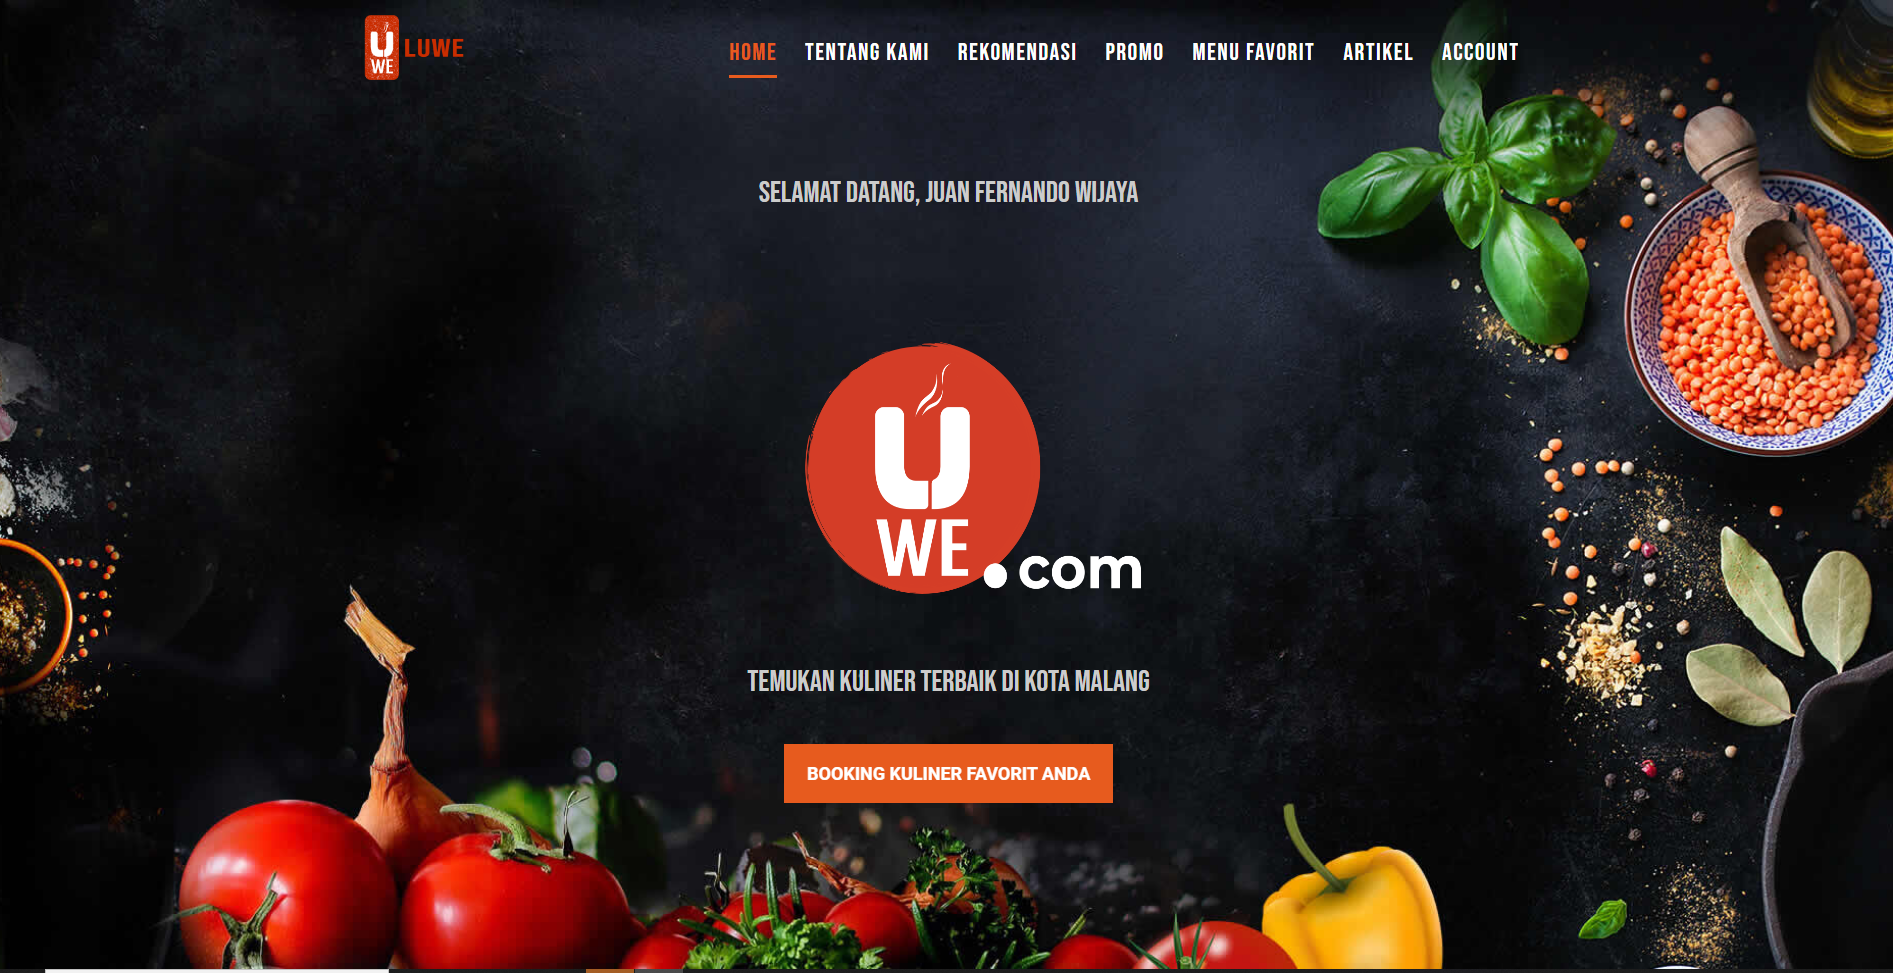 U
WE
LUWE
HOME TENTANG KAMI REKOMENDASI PROMO MENU FAVORIT ARTIKEL ACCOUNT
SELAMAT DATANG, JUAN FERNANDO WIJAYA
U
WE
.com
TEMUKAN KULINER TERBAIK DI KOTA MALANG
BOOKING KULINER FAVORIT ANDA